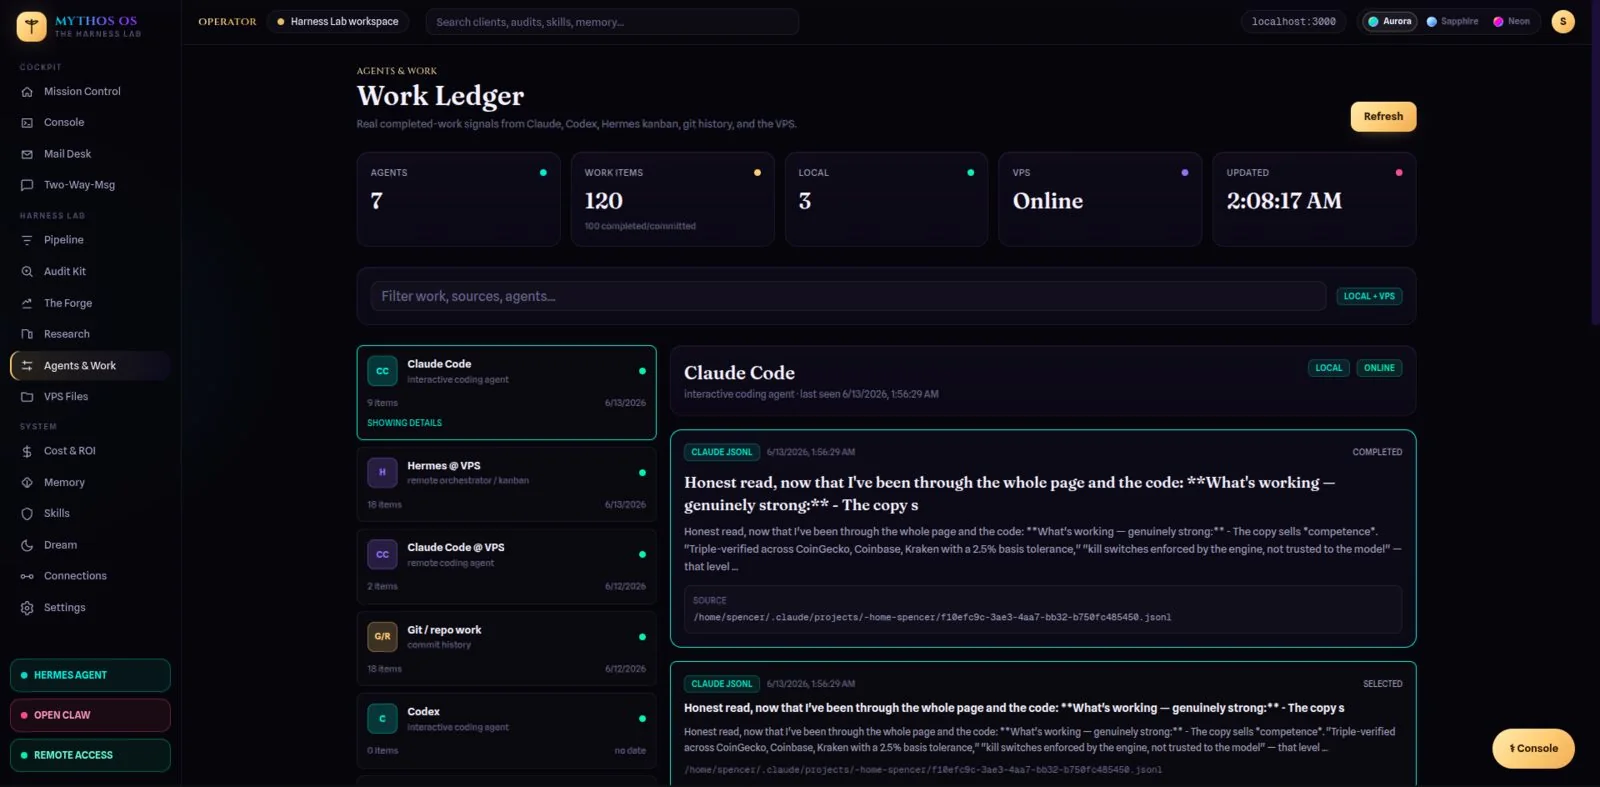 MYTHOS OS
THE HARNESS LAB
OPERATOR
Harness Lab workspace
Search clients, audits, skills, memory...
localhost:3000
Aurora
Sapphire
Neon
S
COCKPIT
Mission Control
Console
Mail Desk
Two-Way-Msg
HARNESS LAB
Pipeline
Audit Kit
The Forge
Research
Agents & Work
VPS Files
SYSTEM
Cost & ROI
Memory
Skills
Dream
Connections
Settings
HERMES AGENT
OPEN CLAW
REMOTE ACCESS
AGENTS & WORK
Work Ledger
Real completed-work signals from Claude, Codex, Hermes kanban, git history, and the VPS.
Refresh
AGENTS
7
WORK ITEMS
120
100 completed/committed
LOCAL
3
VPS
Online
UPDATED
2:08:17 AM
Filter work, sources, agents...
LOCAL + VPS
CC
Claude Code
interactive coding agent
9 items
6/13/2026
SHOWING DETAILS
H
Hermes @ VPS
remote orchestrator / kanban
18 items
6/13/2026
CC
Claude Code @ VPS
remote coding agent
2 items
6/12/2026
G/R
Git / repo work
commit history
18 items
6/12/2026
C
Codex
interactive coding agent
0 items
no date
Claude Code
interactive coding agent · last seen 6/13/2026, 1:56:29 AM
LOCAL
ONLINE
CLAUDE JSONL
6/13/2026, 1:56:29 AM
COMPLETED
Honest read, now that I've been through the whole page and the code: **What's working —
genuinely strong:** - The copy s
Honest read, now that I've been through the whole page and the code: **What's working — genuinely strong:** - The copy sells *competence*.
"Triple-verified across CoinGecko, Coinbase, Kraken with a 2.5% basis tolerance," "kill switches enforced by the engine, not trusted to the model" —
that level ...
SOURCE
/home/spencer/.claude/projects/-home-spencer/f10efc9c-3ae3-4aa7-bb32-b750fc485450.jsonl
CLAUDE JSONL
6/13/2026, 1:56:29 AM
SELECTED
Honest read, now that I've been through the whole page and the code: **What's working — genuinely strong:** - The copy s
Honest read, now that I've been through the whole page and the code: **What's working — genuinely strong:** - The copy sells *competence*. "Triple-verified
across CoinGecko, Coinbase, Kraken with a 2.5% basis tolerance," "kill switches enforced by the engine, not trusted to the model" — that level ...
/home/spencer/.claude/projects/-home-spencer/f10efc9c-3ae3-4aa7-bb32-b750fc485450.jsonl
Console